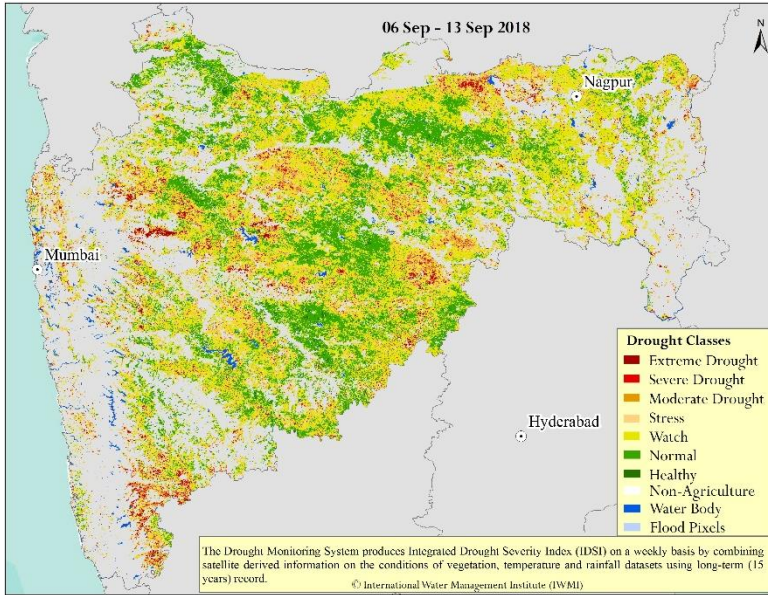 06 Sep - 13 Sep 2018
N
Nagpur
Mumbai
Drought Classes
Extreme Drought
Severe Drought
Moderate Drought
Stress
Watch
Normal
Healthy
Non-Agriculture
Water Body
Flood Pixels
Hyderabad
The Drought Monitoring System produces Integrated Drought Severity Index (IDSI) on a weekly basis by combining
satellite derived information on the conditions of vegetation, temperature and rainfall datasets using long-term (15
years) record.
© International Water Management Institute (IWMI)